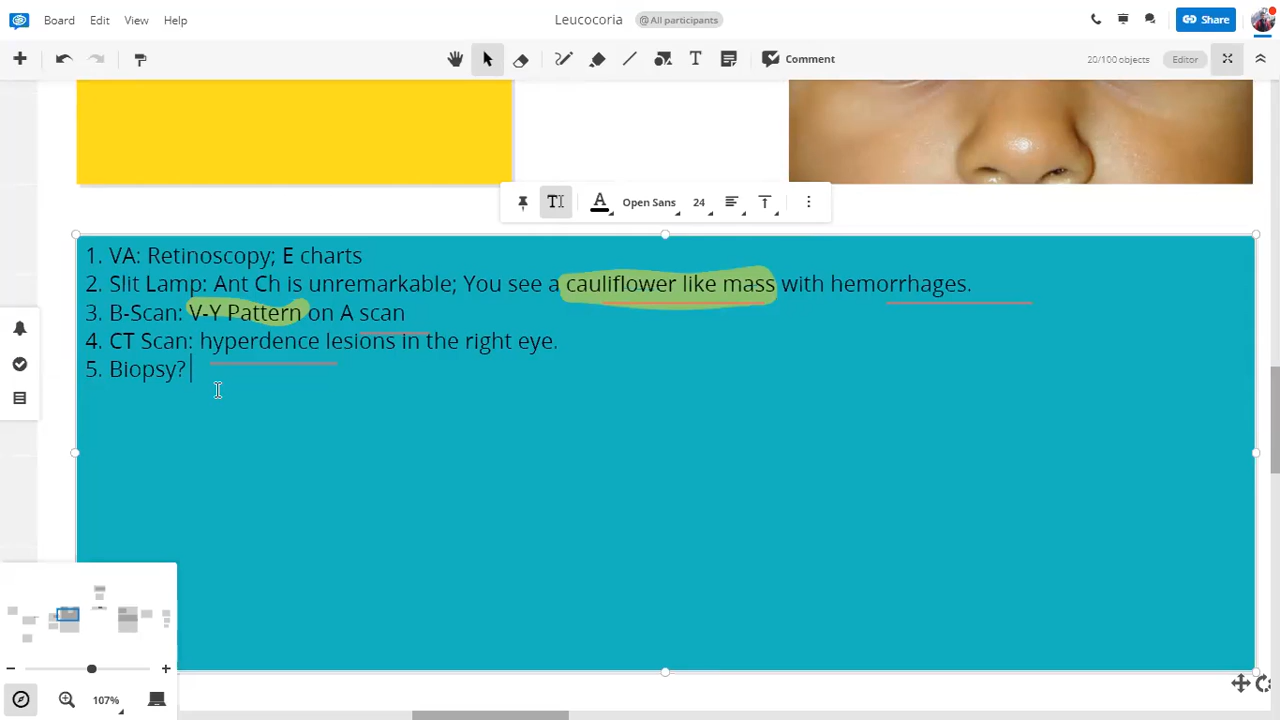 Board Edit View Help
Leucocoria
@ All participants
Share
Comment
20/100 objects
Editor
Open Sans
24
1. VA: Retinoscopy; E charts
2. Slit Lamp: Ant Ch is unremarkable; You see a cauliflower like mass with hemorrhages.
3. B-Scan: V-Y Pattern on A scan
4. CT Scan: hyperdence lesions in the right eye.
5. Biopsy?
107%